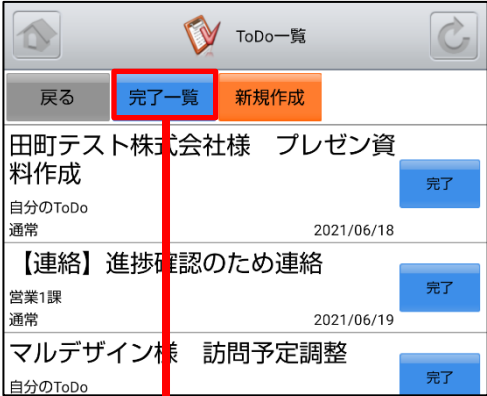 ToDo一覧
戻る 完了一覧 新規作成
田町テスト株式会社様　プレゼン資
料作成
完了
自分のToDo
通常 2021/06/18
【連絡】進捗確認のため連絡
完了
営業1課
通常 2021/06/19
マルデザイン様　訪問予定調整
完了
自分のToDo